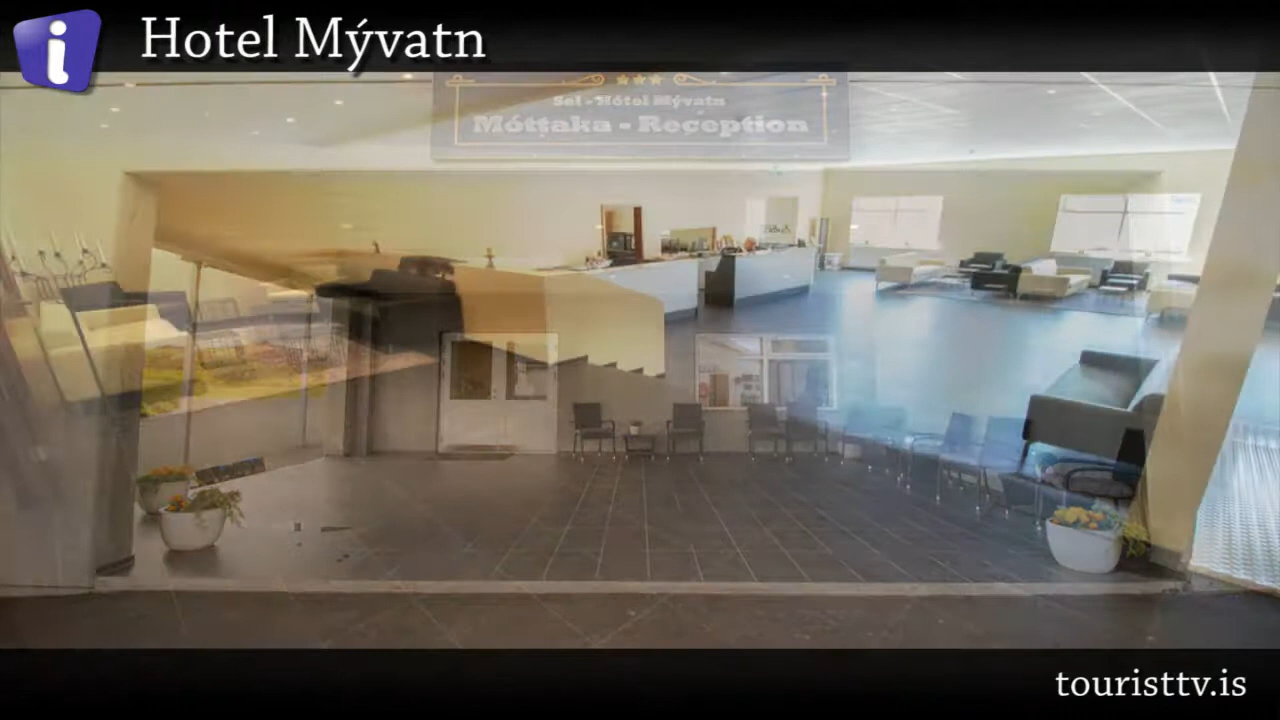 i
Hotel Mývatn
Sel - Hótel Mývatn
Móttaka - Reception
touristtv.is